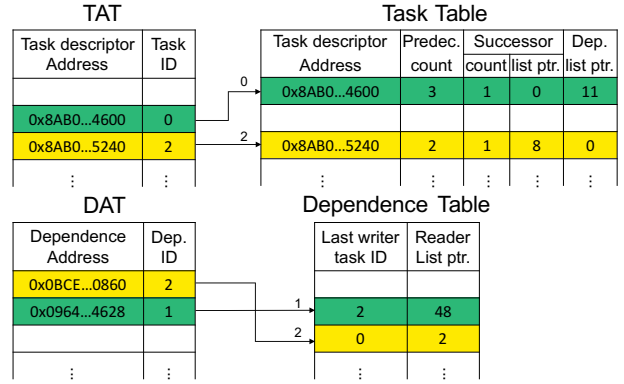 TAT
Task Table
Task descriptor Address
Task ID
Task descriptor Address
Predec. count
Successor
count
list ptr.
Dep. list ptr.
0
0x8AB0...4600 3 1 0 11
0x8AB0...4600 0
0x8AB0...5240 2
2
0x8AB0...5240 2 1 8 0
⋮ ⋮ ⋮ ⋮ ⋮ ⋮ ⋮
DAT
Dependence Table
Dependence Address
Dep. ID
Last writer task ID
Reader List ptr.
0x0BCE...0860 2
0x0964...4628 1
1
2 48
2
0 2
⋮ ⋮ ⋮ ⋮